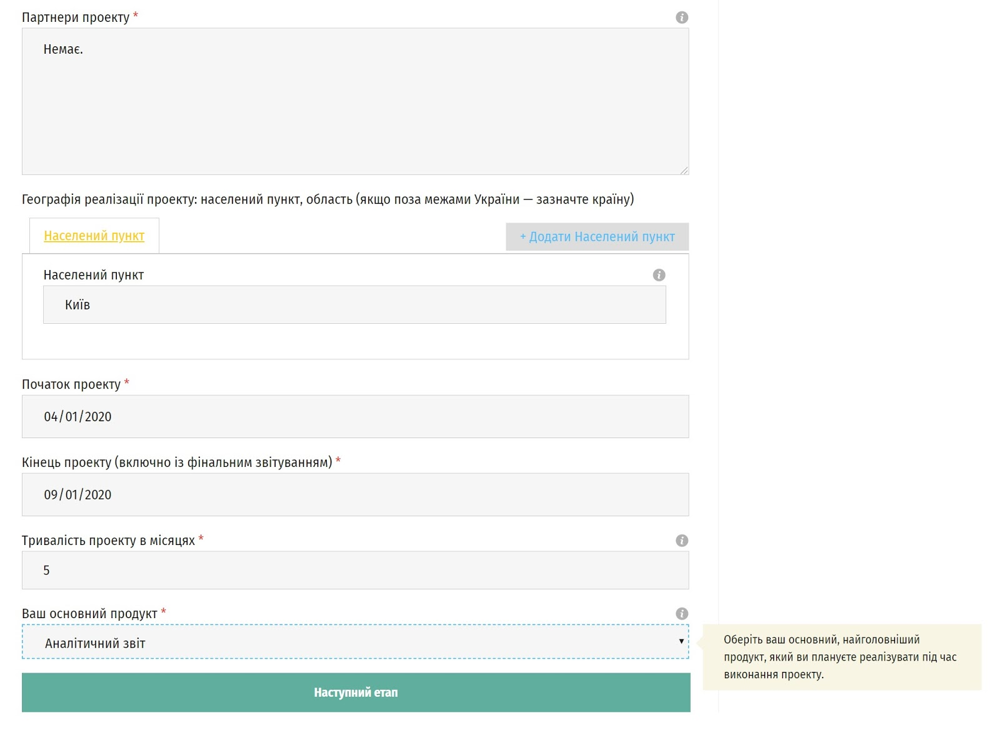 Партнери проекту *
Немає.
Географія реалізації проекту: населений пункт, область (якщо поза межами України — зазначте країну)
Населений пункт
+ Додати Населений пункт
Населений пункт
Київ
Початок проекту *
04/01/2020
Кінець проекту (включно із фінальним звітуванням) *
09/01/2020
Тривалість проекту в місяцях *
5
Ваш основний продукт *
Аналітичний звіт
Оберіть ваш основний, найголовніший
продукт, який ви плануєте реалізувати під час
виконання проекту.
Наступний етап